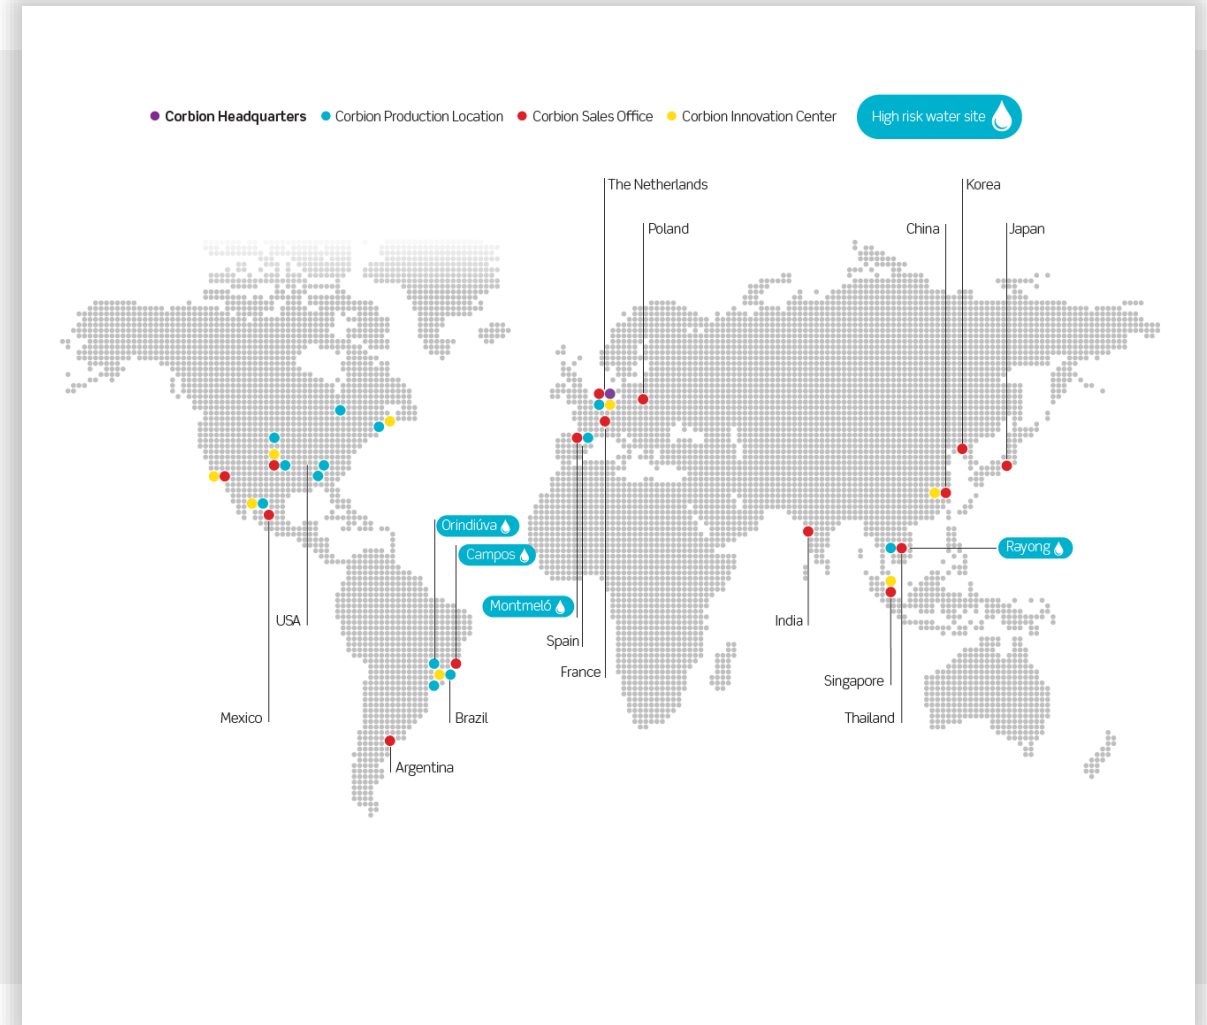 Corbion Headquarters
Corbion Production Location
Corbion Sales Office
Corbion Innovation Center
High risk water site
The Netherlands
Korea
Poland
China
Japan
Orindiúva
Campos
Rayong
Montmeló
USA
India
Spain
France
Singapore
Mexico
Brazil
Thailand
Argentina